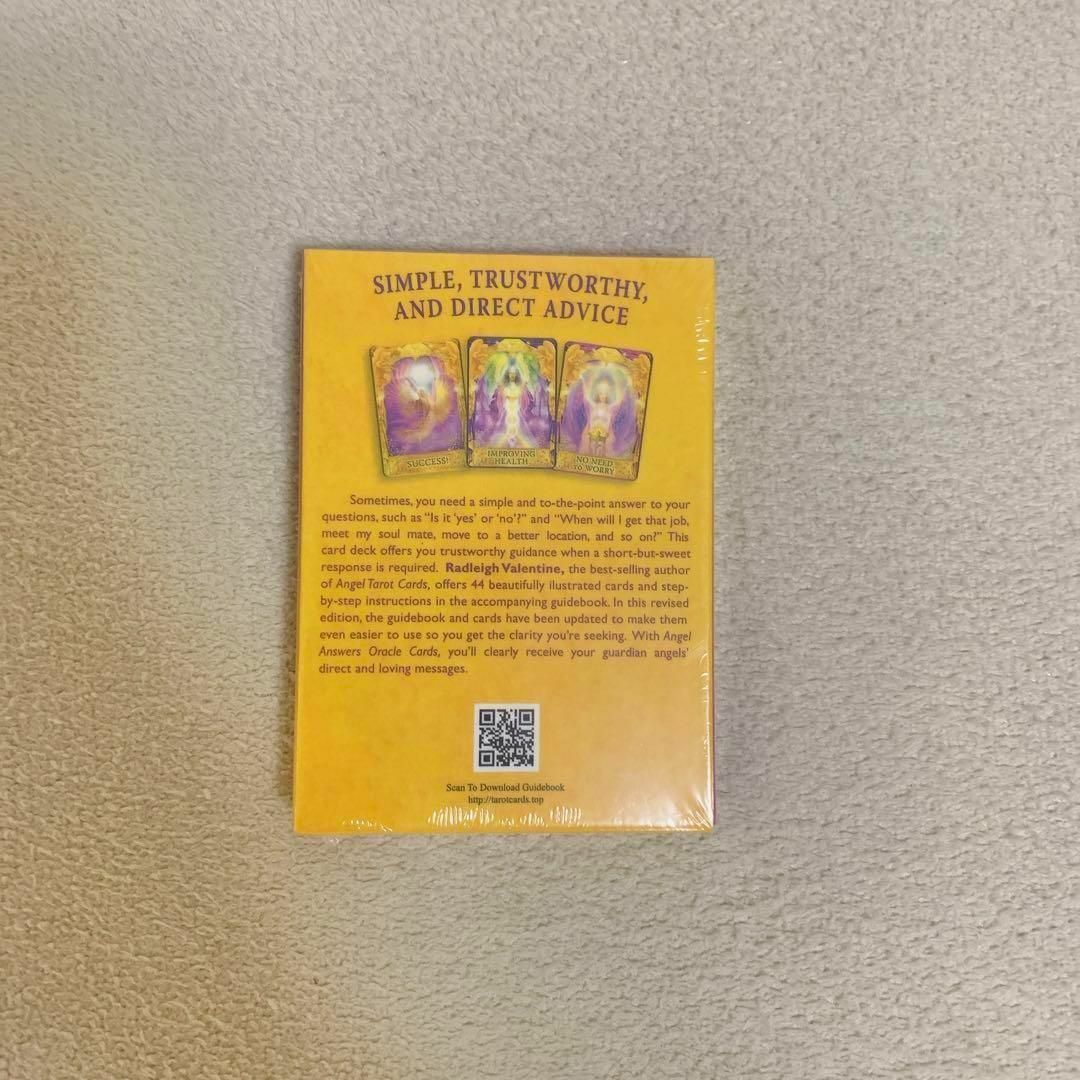 SIMPLE, TRUSTWORTHY,
AND DIRECT ADVICE
SUCCESS!
IMPROVING
HEALTH
NO NEED
TO WORRY
Sometimes, you need a simple and to-the-point answer to your
questions, such as “Is it ‘yes’ or ‘no’?” and “When will I get that job,
meet my soul mate, move to a better location, and so on?” This
card deck offers you trustworthy guidance when a short-but-sweet
response is required. Radleigh Valentine, the best-selling author
of Angel Tarot Cards, offers 44 beautifully ilustrated cards and step-
by-step instructions in the accompanying guidebook. In this revised
edition, the guidebook and cards have been updated to make them
even easier to use so you get the clarity you’re seeking. With Angel
Answers Oracle Cards, you’ll clearly receive your guardian angels’
direct and loving messages.
Scan To Download Guidebook
http://tarotcards.top